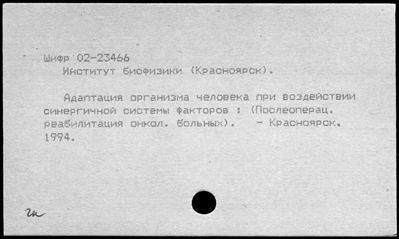 Шифр 02-23466
Институт биофизики (Красноярск).
Адаптация организма человека при воздействии
синергичной системы факторов : (Послеоперац.
реабилитация онкол. больных). - Красноярск,
1994.